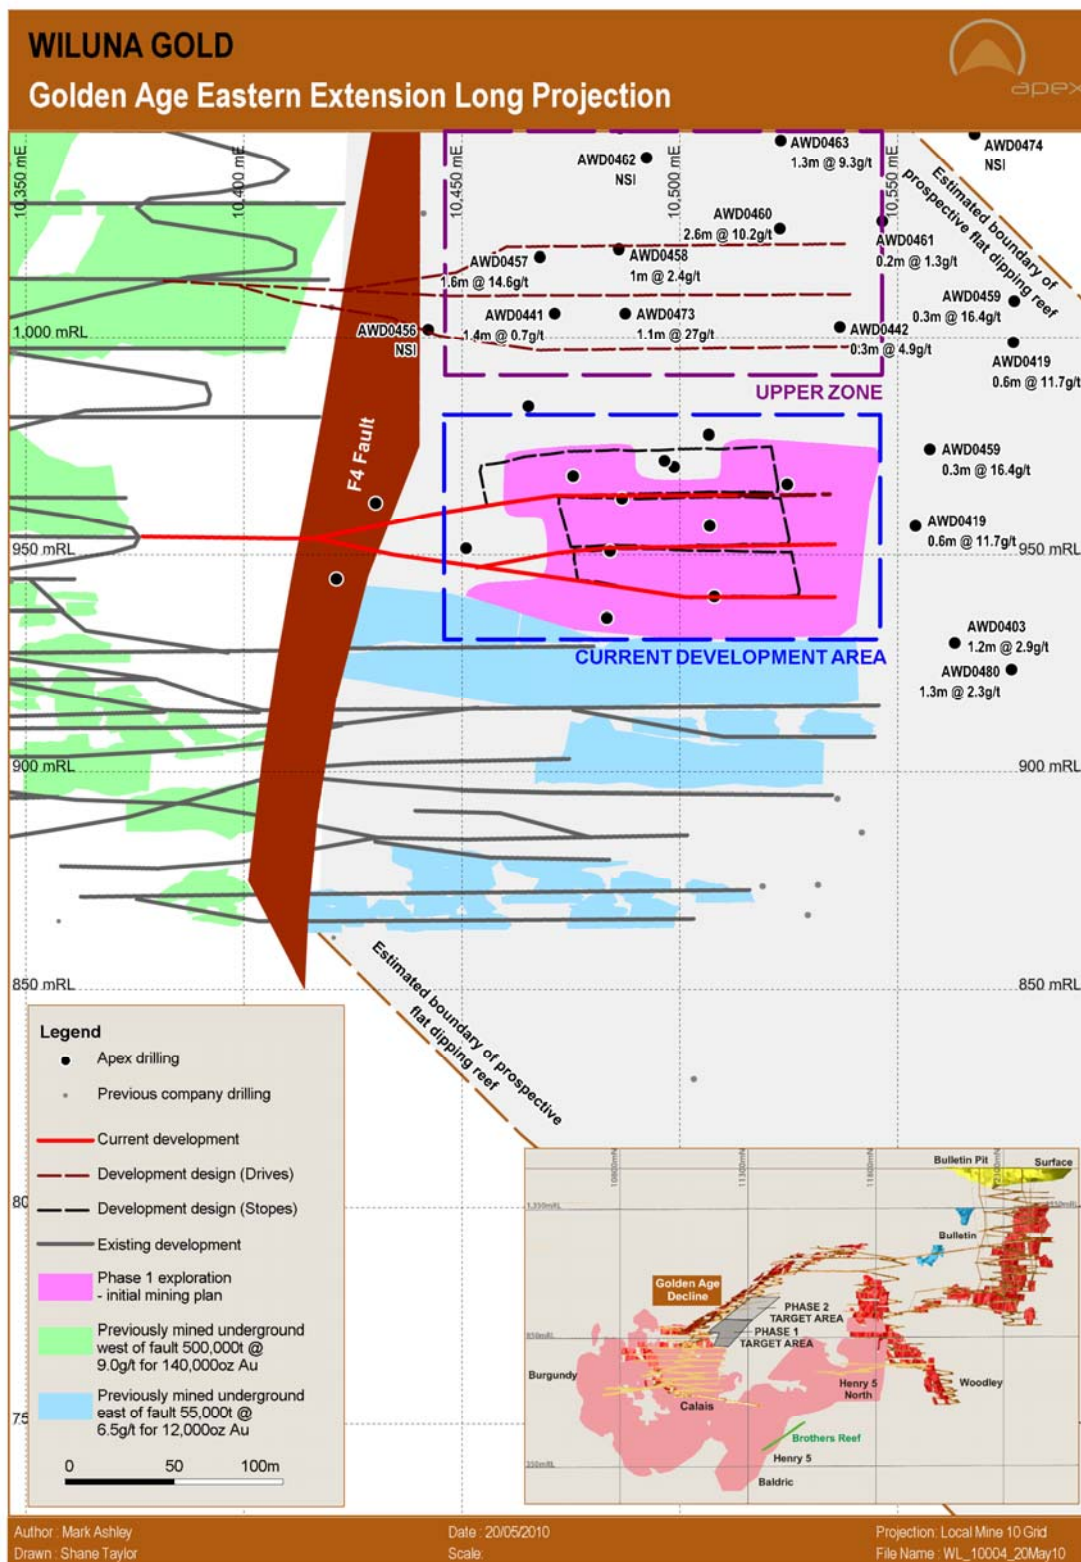 WILUNA GOLD
Golden Age Eastern Extension Long Projection
apex
10,350 mE
10,400 mE
10,450 mE
10,500 mE
10,550 mE
AWD0462
NSI
AWD0463
1.3m @ 9.3g/t
AWD0474
NSI
Estimated boundary of
prospective flat dipping reef
AWD0460
2.6m @ 10.2g/t
AWD0461
0.2m @ 1.3g/t
AWD0457
1.6m @ 14.6g/t
AWD0458
1m @ 2.4g/t
AWD0459
0.3m @ 16.4g/t
AWD0441
1.4m @ 0.7g/t
AWD0473
1.1m @ 27g/t
AWD0456
NSI
AWD0442
0.3m @ 4.9g/t
1,000 mRL
AWD0419
0.6m @ 11.7g/t
UPPER ZONE
F4 Fault
AWD0459
0.3m @ 16.4g/t
AWD0419
0.6m @ 11.7g/t
950 mRL
950 mRL
AWD0403
1.2m @ 2.9g/t
CURRENT DEVELOPMENT AREA
AWD0480
1.3m @ 2.3g/t
900 mRL
900 mRL
850 mRL
850 mRL
Estimated boundary of prospective
flat dipping reef
Legend
Apex drilling
Previous company drilling
Current development
Development design (Drives)
Development design (Stopes)
Existing development
Phase 1 exploration
- initial mining plan
Previously mined underground
west of fault 500,000t @
9.0g/t for 140,000oz Au
Previously mined underground
east of fault 55,000t @
6.5g/t for 12,000oz Au
0 50 100m
80
75
10800mN
11300mN
11800mN
Bulletin Pit
Surface
1,350mRL
Bulletin
Golden Age
Decline
PHASE 2
TARGET AREA
PHASE 1
TARGET AREA
850mRL
Burgundy
Calais
Henry 5
North
Woodley
Brothers Reef
Henry 5
Baldric
350mRL
Author : Mark Ashley
Drawn : Shane Taylor
Date : 20/05/2010
Scale:
Projection: Local Mine 10 Grid
File Name : WL_10004_20May10